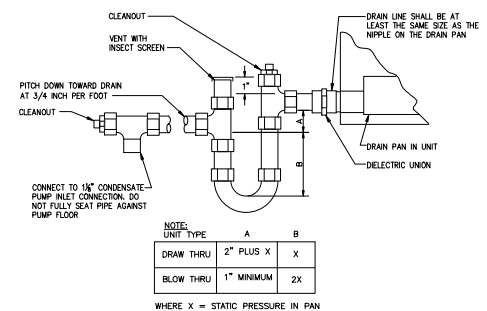 CLEANOUT
VENT WITH
INSECT SCREEN
DRAIN LINE SHALL BE AT
LEAST THE SAME SIZE AS THE
NIPPLE ON THE DRAIN PAN
1"
PITCH DOWN TOWARD DRAIN
AT 3/4 INCH PER FOOT
CLEANOUT
A
B
DRAIN PAN IN UNIT
DIELECTRIC UNION
CONNECT TO 1⅛" CONDENSATE
PUMP INLET CONNECTION. DO
NOT FULLY SEAT PIPE AGAINST
PUMP FLOOR
NOTE:
UNIT TYPE A B
DRAW THRU 2" PLUS X X
BLOW THRU 1" MINIMUM 2X
WHERE X = STATIC PRESSURE IN PAN